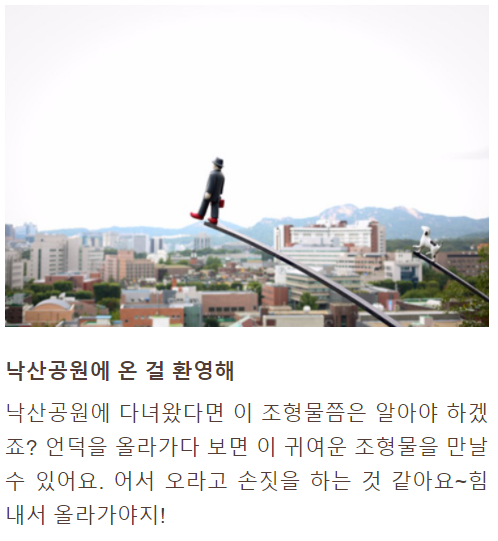 낙산공원에 온 걸 환영해
낙산공원에 다녀왔다면 이 조형물쯤은 알아야 하겠
죠? 언덕을 올라가다 보면 이 귀여운 조형물을 만날
수 있어요. 어서 오라고 손짓을 하는 것 같아요~힘
내서 올라가야지!